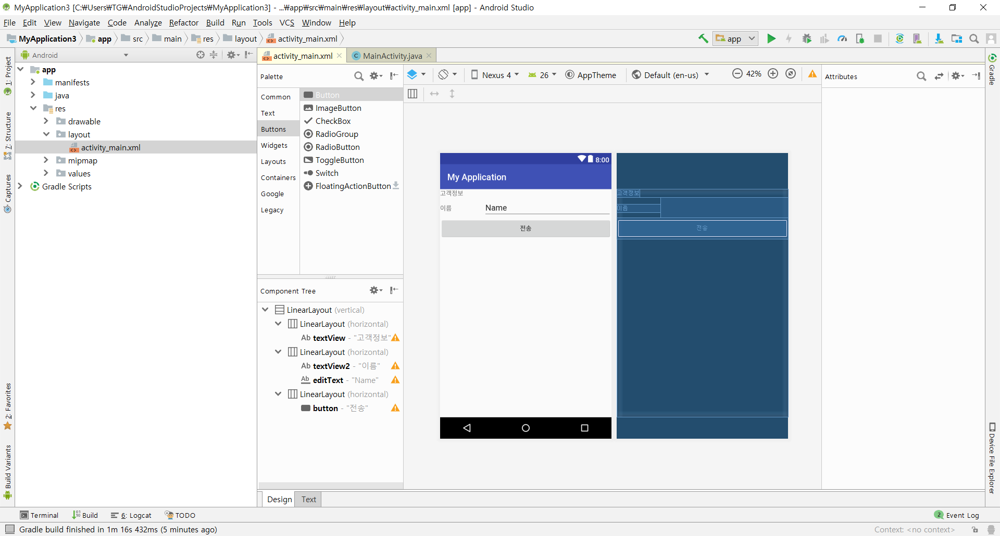 MyApplication3 [C:₩Users₩TG₩AndroidStudioProjects₩MyApplication3] - ...₩app₩src₩main₩res₩layout₩activity_main.xml [app] - Android Studio
File Edit View Navigate Code Analyze Refactor Build Run Tools VCS Window Help
MyApplication3 app src main res layout activity_main.xml
app
Android
activity_main.xml
MainActivity.java
1: Project
7: Structure
Captures
2: Favorites
Build Variants
app
manifests
java
res
drawable
layout
activity_main.xml
mipmap
values
Gradle Scripts
Palette
Common
Text
Buttons
Widgets
Layouts
Containers
Google
Legacy
Button
ImageButton
CheckBox
RadioGroup
RadioButton
ToggleButton
Switch
FloatingActionButton
Component Tree
LinearLayout (vertical)
LinearLayout (horizontal)
Ab textView - "고객정보"
LinearLayout (horizontal)
Ab textView2 - "이름"
Ab editText - "Name"
LinearLayout (horizontal)
button - "전송"
Nexus 4 26 AppTheme Default (en-us) 42%
8:00
My Application
고객정보
이름 Name
전송
고객정보
이름
전송
Attributes
Gradle
Device File Explorer
Design Text
Terminal Build 6: Logcat TODO
2 Event Log
Gradle build finished in 1m 16s 432ms (5 minutes ago)
Context: <no context>